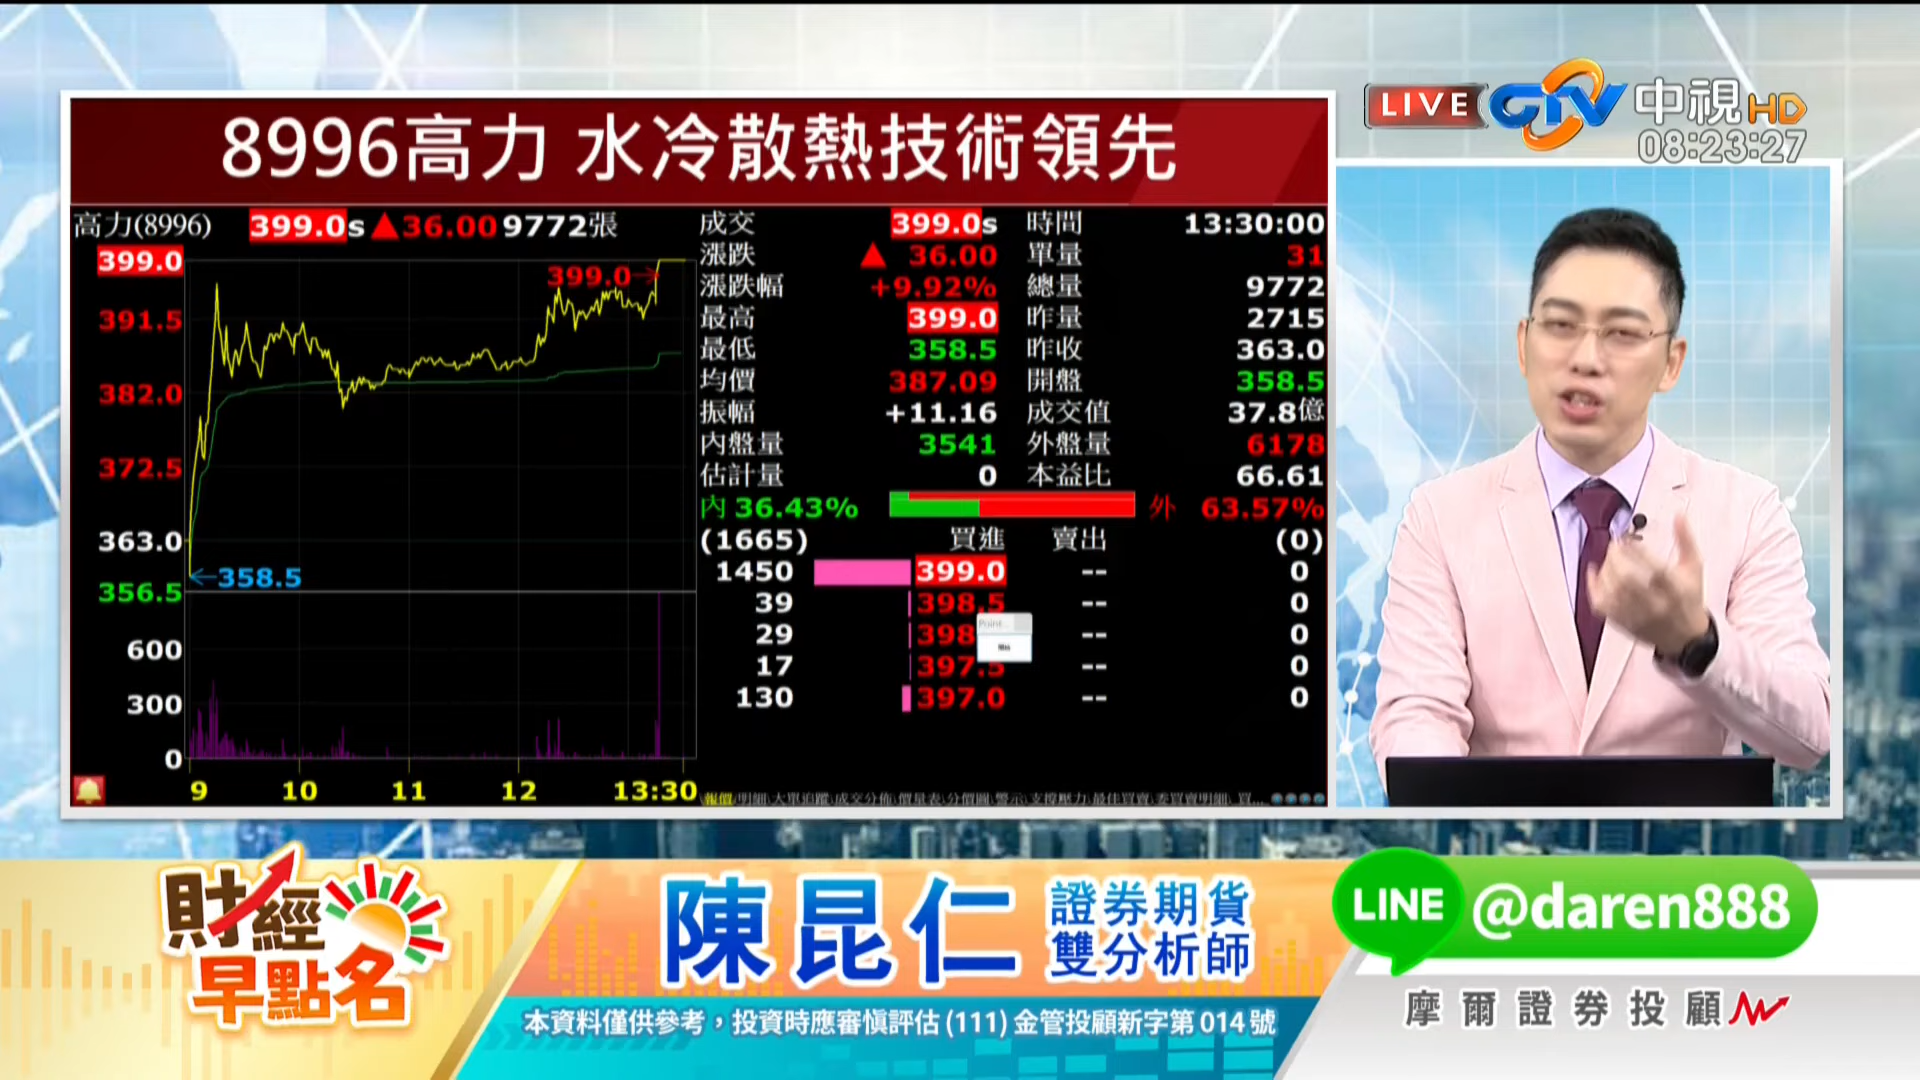 8996高力 水冷散熱技術領先
LIVE CTV 中視HD
08:23:27
高力(8996) 399.0s ▲36.00 9772張
399.0
391.5
382.0
372.5
363.0
356.5
600
300
0
399.0→
←358.5
9 10 11 12 13:30
成交 399.0s 時間 13:30:00
漲跌 ▲ 36.00 單量 31
漲跌幅 +9.92% 總量 9772
最高 399.0 昨量 2715
最低 358.5 昨收 363.0
均價 387.09 開盤 358.5
振幅 +11.16 成交值 37.8億
內盤量 3541 外盤量 6178
估計量 0 本益比 66.61
內 36.43% 外 63.57%
(1665) 買進 賣出 (0)
1450 399.0 -- 0
39 398.5 -- 0
29 398 -- 0
17 397.5 -- 0
130 397.0 -- 0
Point...
財經
早點名
陳昆仁 證券期貨
雙分析師
本資料僅供參考，投資時應審慎評估 (111) 金管投顧新字第 014 號
LINE @daren888
摩爾證券投顧